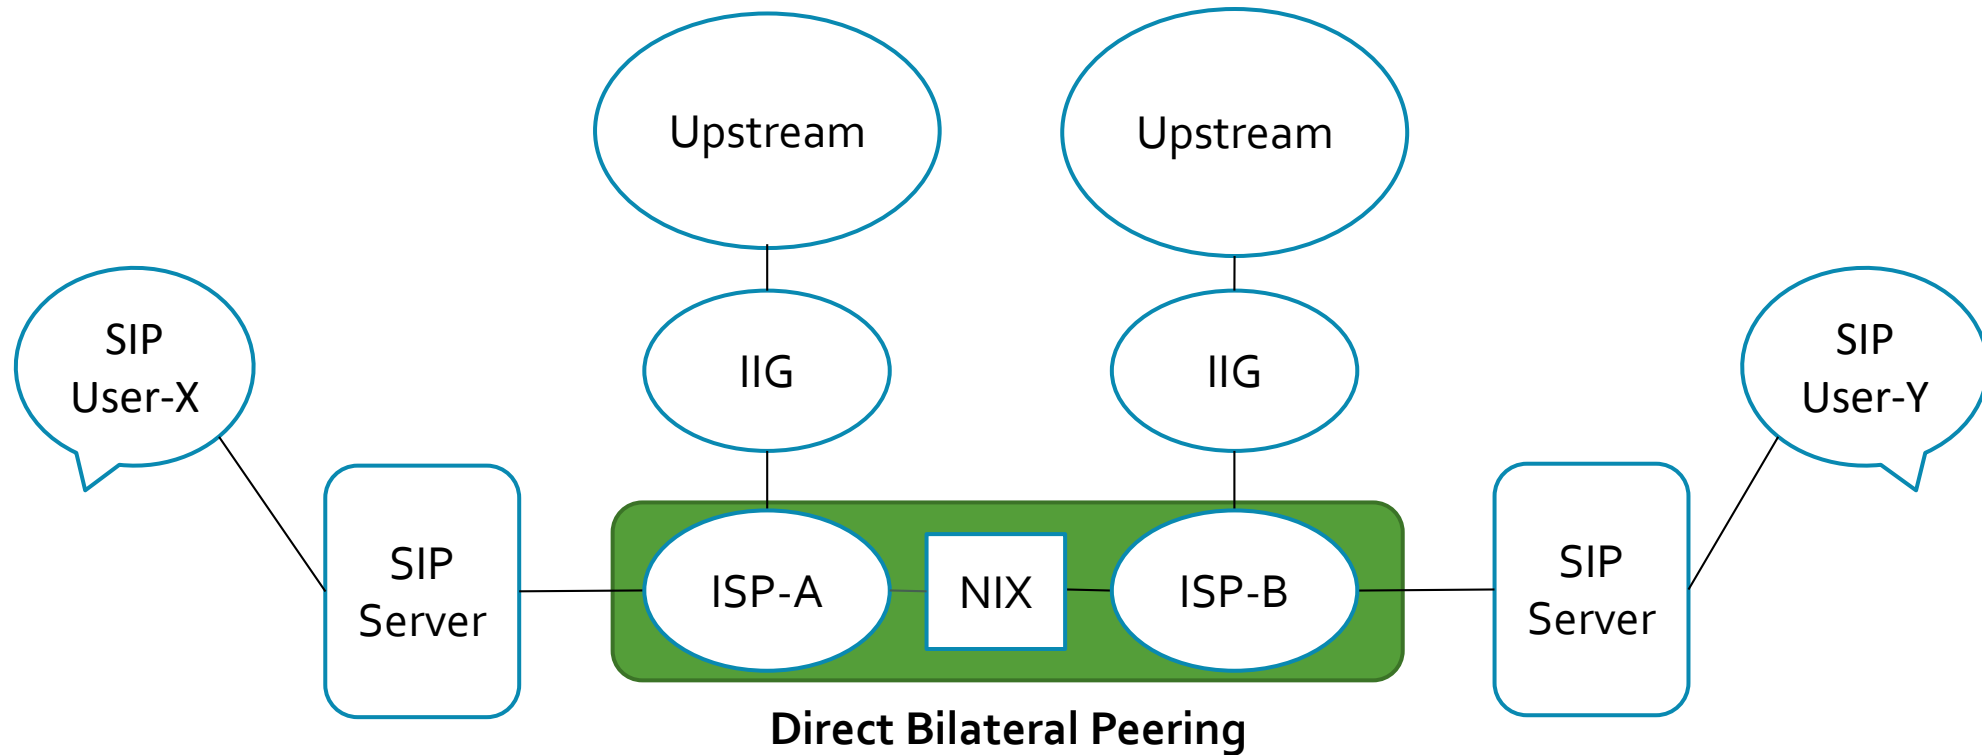 Upstream
Upstream
SIP
User-X
IIG
IIG
SIP
User-Y
SIP
Server
ISP-A
NIX
ISP-B
SIP
Server
Direct Bilateral Peering